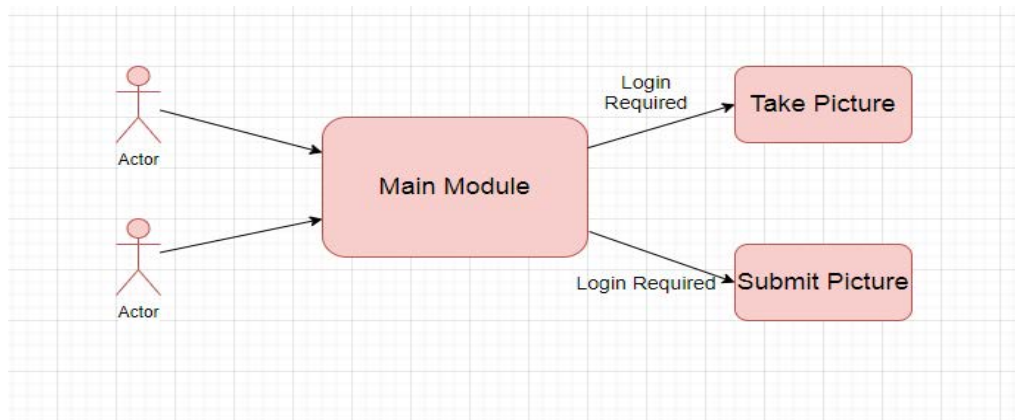 Actor
Actor
Main Module
Login
Required
Take Picture
Login Required
Submit Picture